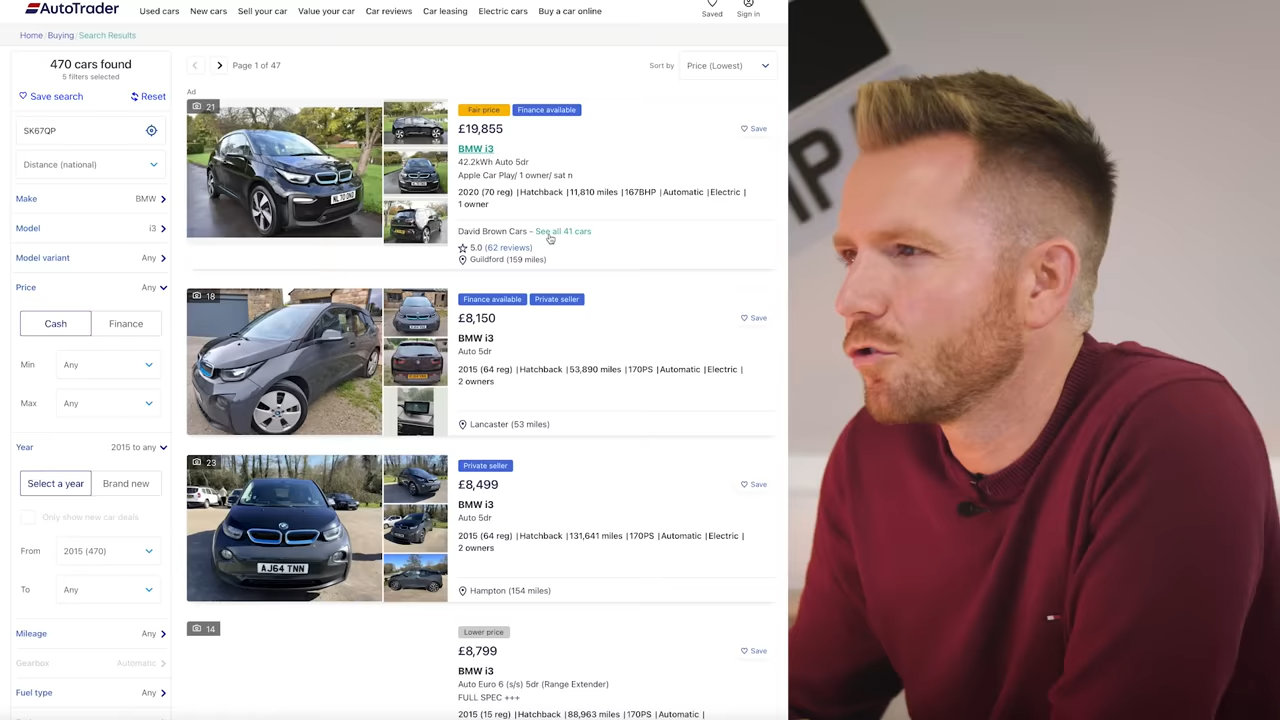 AutoTrader
Used cars New cars Sell your car Value your car Car reviews Car leasing Electric cars Buy a car online
Saved Sign in
Home Buying Search Results
470 cars found
5 filters selected
Save search Reset
SK67QP
Distance (national)
Make BMW
Model i3
Model variant Any
Price Any
Cash Finance
Min Any
Max Any
Year 2015 to any
Select a year Brand new
Only show new car deals
From 2015 (470)
To Any
Mileage Any
Gearbox Automatic
Fuel type Any
Page 1 of 47
Sort by Price (Lowest)
Ad
21
Fair price Finance available
£19,855
Save
BMW i3
42.2kWh Auto 5dr
Apple Car Play/ 1 owner/ sat n
2020 (70 reg) | Hatchback | 11,810 miles | 167BHP | Automatic | Electric |
1 owner
David Brown Cars - See all 41 cars
5.0 (62 reviews)
Guildford (159 miles)
18
Finance available Private seller
£8,150
Save
BMW i3
Auto 5dr
2015 (64 reg) | Hatchback | 53,890 miles | 170PS | Automatic | Electric |
2 owners
Lancaster (53 miles)
23
Private seller
£8,499
Save
BMW i3
Auto 5dr
2015 (64 reg) | Hatchback | 131,641 miles | 170PS | Automatic | Electric |
2 owners
Hampton (154 miles)
AJ64 TNN
14
Lower price
£8,799
Save
BMW i3
Auto Euro 6 (s/s) 5dr (Range Extender)
FULL SPEC +++
2015 (15 reg) | Hatchback | 88,963 miles | 170PS | Automatic |